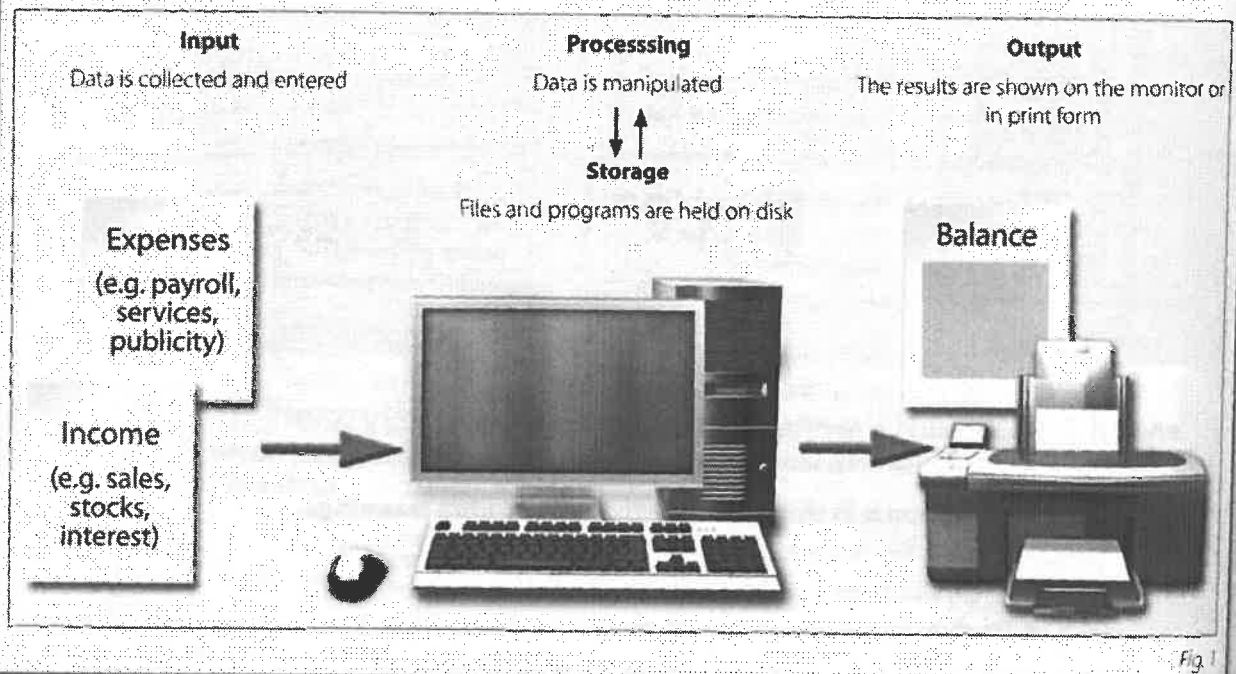 Input
Data is collected and entered
Processsing
Data is manipulated
Storage
Files and programs are held on disk
Output
The results are shown on the monitor or
in print form
Expenses
(e.g. payroll,
services,
publicity)
Income
(e.g. sales,
stocks,
interest)
Balance
Fig. 1